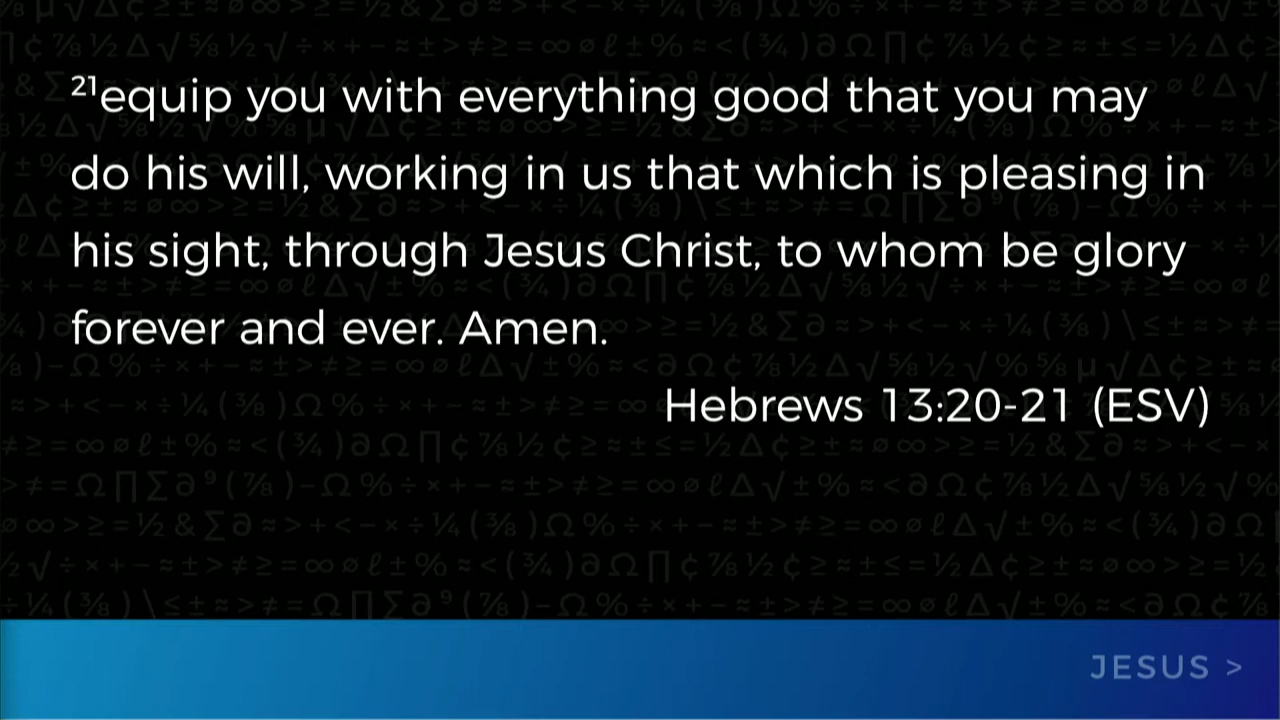 ²¹equip you with everything good that you may
do his will, working in us that which is pleasing in
his sight, through Jesus Christ, to whom be glory
forever and ever. Amen.
Hebrews 13:20-21 (ESV)
JESUS >